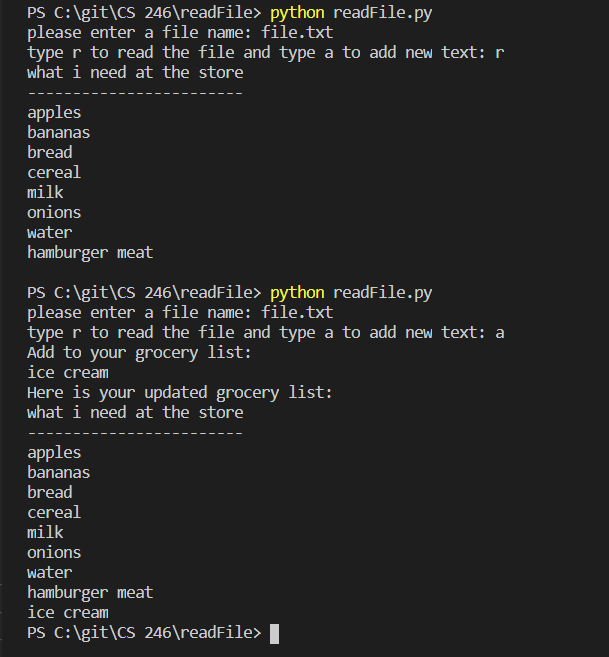 PS C:\git\CS 246\readFile> python readFile.py
please enter a file name: file.txt
type r to read the file and type a to add new text: r
what i need at the store
------------------------
apples
bananas
bread
cereal
milk
onions
water
hamburger meat
PS C:\git\CS 246\readFile> python readFile.py
please enter a file name: file.txt
type r to read the file and type a to add new text: a
Add to your grocery list:
ice cream
Here is your updated grocery list:
what i need at the store
------------------------
apples
bananas
bread
cereal
milk
onions
water
hamburger meat
ice cream
PS C:\git\CS 246\readFile>